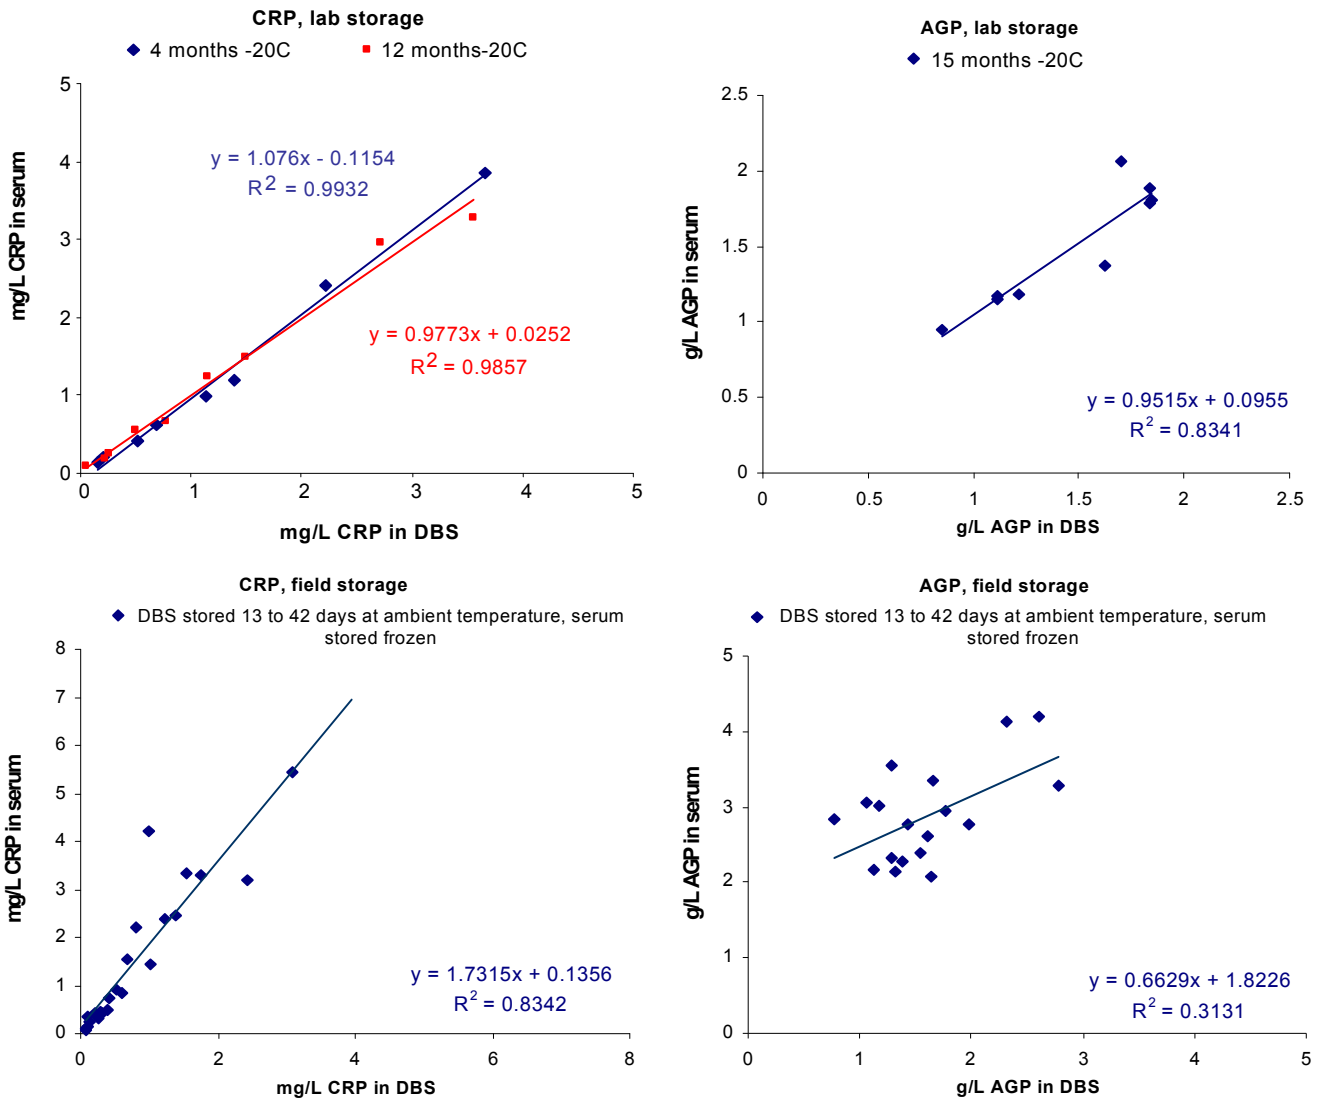 CRP, lab storage
4 months -20C
12 months-20C
5
4
3
2
1
0
mg/L CRP in serum
y = 1.076x - 0.1154
R2 = 0.9932
y = 0.9773x + 0.0252
R2 = 0.9857
0
1
2
3
4
5
mg/L CRP in DBS
AGP, lab storage
15 months -20C
2.5
2
1.5
1
0.5
0
g/L AGP in serum
y = 0.9515x + 0.0955
R2 = 0.8341
0
0.5
1
1.5
2
2.5
g/L AGP in DBS
CRP, field storage
DBS stored 13 to 42 days at ambient temperature, serum
stored frozen
8
7
6
5
4
3
2
1
0
mg/L CRP in serum
y = 1.7315x + 0.1356
R2 = 0.8342
0
2
4
6
8
mg/L CRP in DBS
AGP, field storage
DBS stored 13 to 42 days at ambient temperature, serum
stored frozen
5
4
3
2
1
0
g/L AGP in serum
y = 0.6629x + 1.8226
R2 = 0.3131
0
1
2
3
4
5
g/L AGP in DBS